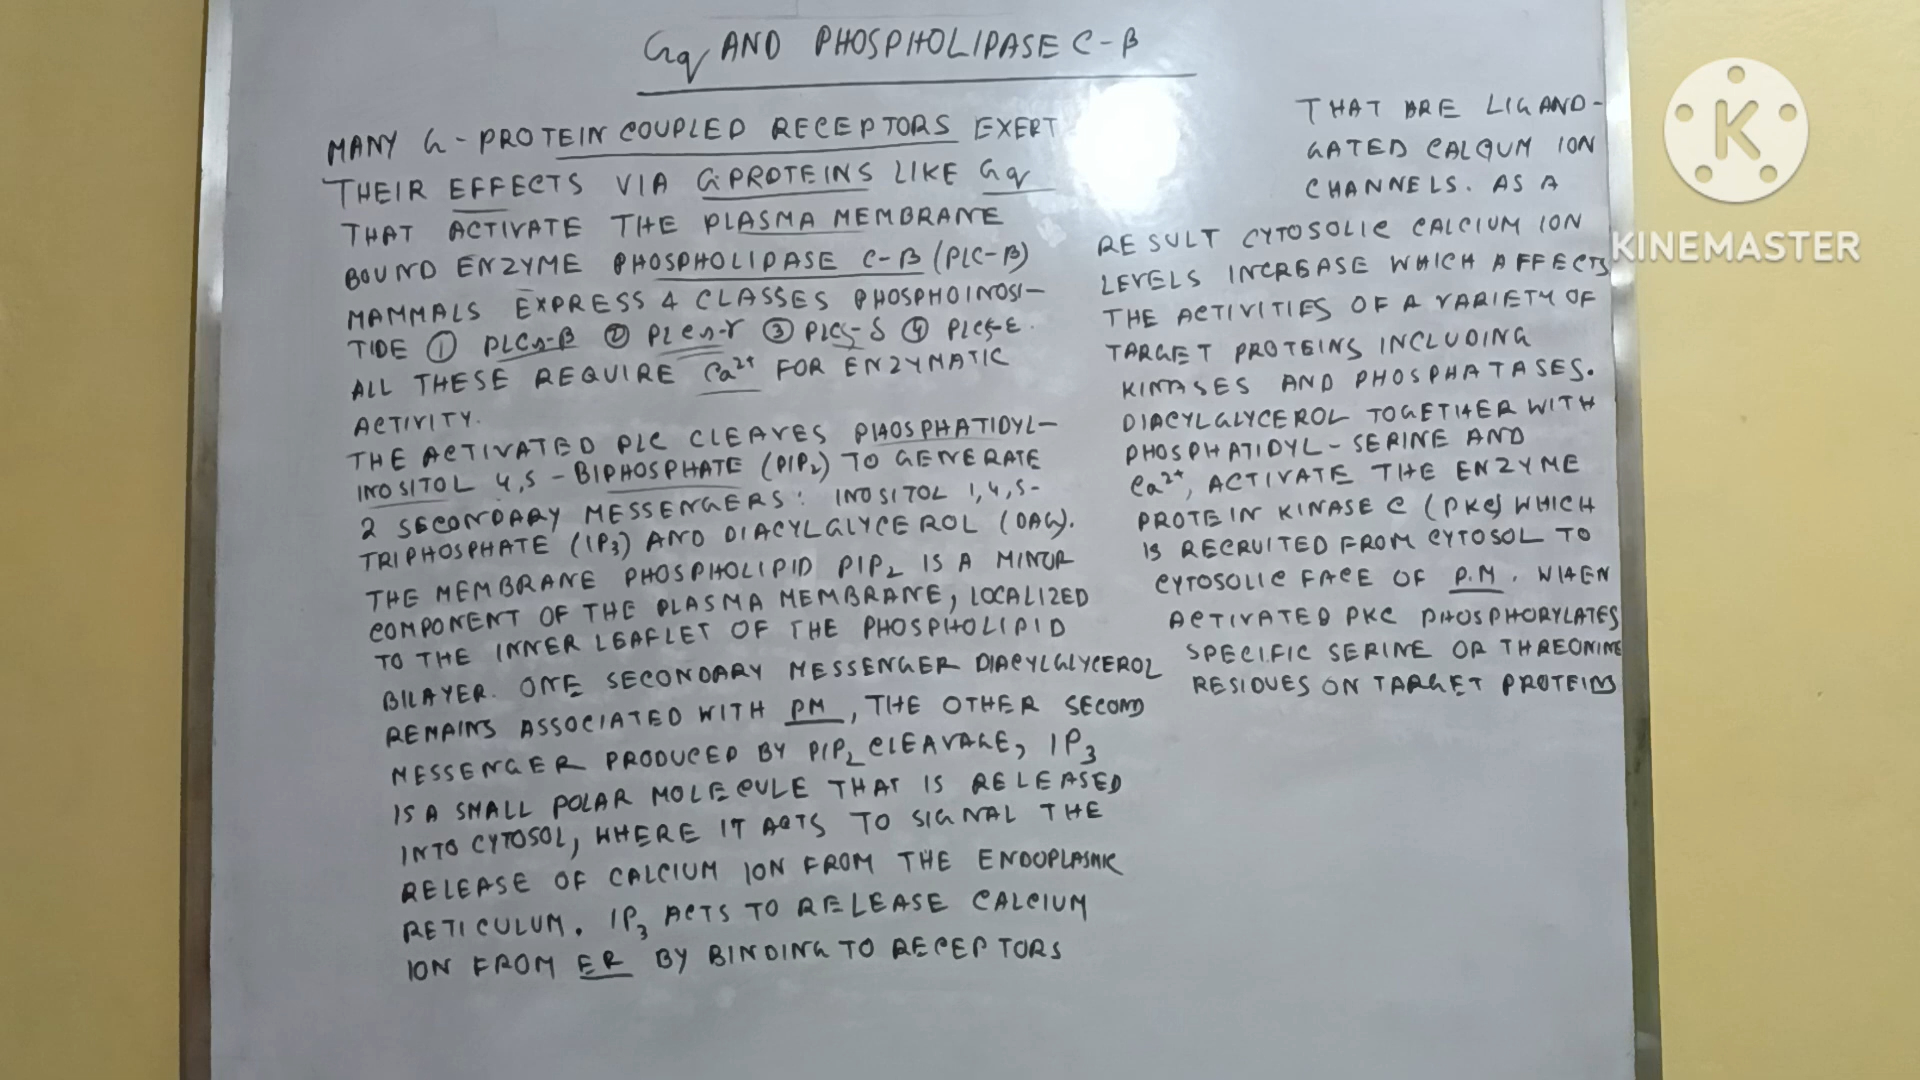 Gq AND PHOSPHOLIPASE C-β
MANY G-PROTEIN COUPLED RECEPTORS EXERT
THEIR EFFECTS VIA G PROTEINS LIKE Gq
THAT ACTIVATE THE PLASMA MEMBRANE
BOUND ENZYME PHOSPHOLIPASE C-β (PLC-β)
MAMMALS EXPRESS 4 CLASSES PHOSPHOINOSI-
TIDE ① PLCs-β ② PLCs-γ ③ PLCs-δ ④ PLCs-ε.
ALL THESE REQUIRE Ca²⁺ FOR ENZYMATIC
ACTIVITY.
THE ACTIVATED PLC CLEAVES PHOSPHATIDYL-
INOSITOL 4,5-BIPHOSPHATE (PIP₂) TO GENERATE
2 SECONDARY MESSENGERS: INOSITOL 1,4,5-
TRIPHOSPHATE (IP₃) AND DIACYLGLYCEROL (DAG).
THE MEMBRANE PHOSPHOLIPID PIP₂ IS A MINOR
COMPONENT OF THE PLASMA MEMBRANE, LOCALIZED
TO THE INNER LEAFLET OF THE PHOSPHOLIPID
BILAYER. ONE SECONDARY MESSENGER DIACYLGLYCEROL
REMAINS ASSOCIATED WITH PM, THE OTHER SECOND
MESSENGER PRODUCED BY PIP₂ CLEAVAGE, IP₃
IS A SMALL POLAR MOLECULE THAT IS RELEASED
INTO CYTOSOL, WHERE IT ACTS TO SIGNAL THE
RELEASE OF CALCIUM ION FROM THE ENDOPLASMIC
RETICULUM. IP₃ ACTS TO RELEASE CALCIUM
ION FROM ER BY BINDING TO RECEPTORS
THAT ARE LIGAND-
GATED CALCIUM ION
CHANNELS. AS A
RESULT CYTOSOLIC CALCIUM ION
LEVELS INCREASE WHICH AFFECTS
THE ACTIVITIES OF A VARIETY OF
TARGET PROTEINS INCLUDING
KINASES AND PHOSPHATASES.
DIACYLGLYCEROL TOGETHER WITH
PHOSPHATIDYL-SERINE AND
Ca²⁺, ACTIVATE THE ENZYME
PROTEIN KINASE C (PKC) WHICH
IS RECRUITED FROM CYTOSOL TO
CYTOSOLIC FACE OF P.M. WHEN
ACTIVATED PKC PHOSPHORYLATES
SPECIFIC SERINE OR THREONINE
RESIDUES ON TARGET PROTEINS
K
KINEMASTER